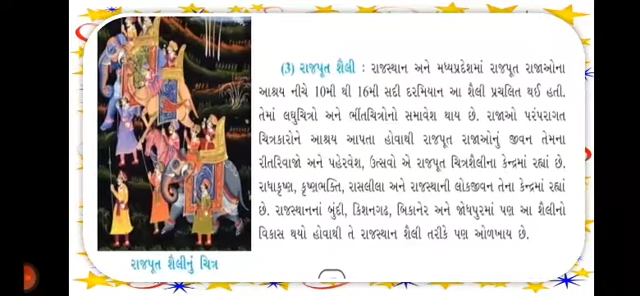 (3) રાજપૂત શૈલી : રાજસ્થાન અને મધ્યપ્રદેશમાં રાજપૂત રાજાઓના
આશ્રય નીચે 10મી થી 16મી સદી દરમિયાન આ શૈલી પ્રચલિત થઈ હતી.
તેમાં લઘુચિત્રો અને ભીંતચિત્રોનો સમાવેશ થાય છે. રાજાઓ પરંપરાગત
ચિત્રકારોને આશ્રય આપતા હોવાથી રાજપૂત રાજાઓનું જીવન તેમના
રીતરિવાજો અને પહેરવેશ, ઉત્સવો એ રાજપૂત ચિત્રશૈલીના કેન્દ્રમાં રહ્યાં છે.
રાધાકૃષ્ણ, કૃષ્ણભક્તિ, રાસલીલા અને રાજસ્થાની લોકજીવન તેના કેન્દ્રમાં રહ્યાં
છે. રાજસ્થાનનાં બુંદી, કિશનગઢ, બિકાનેર અને જોધપુરમાં પણ આ શૈલીનો
વિકાસ થયો હોવાથી તે રાજસ્થાન શૈલી તરીકે પણ ઓળખાય છે.
રાજપૂત શૈલીનું ચિત્ર